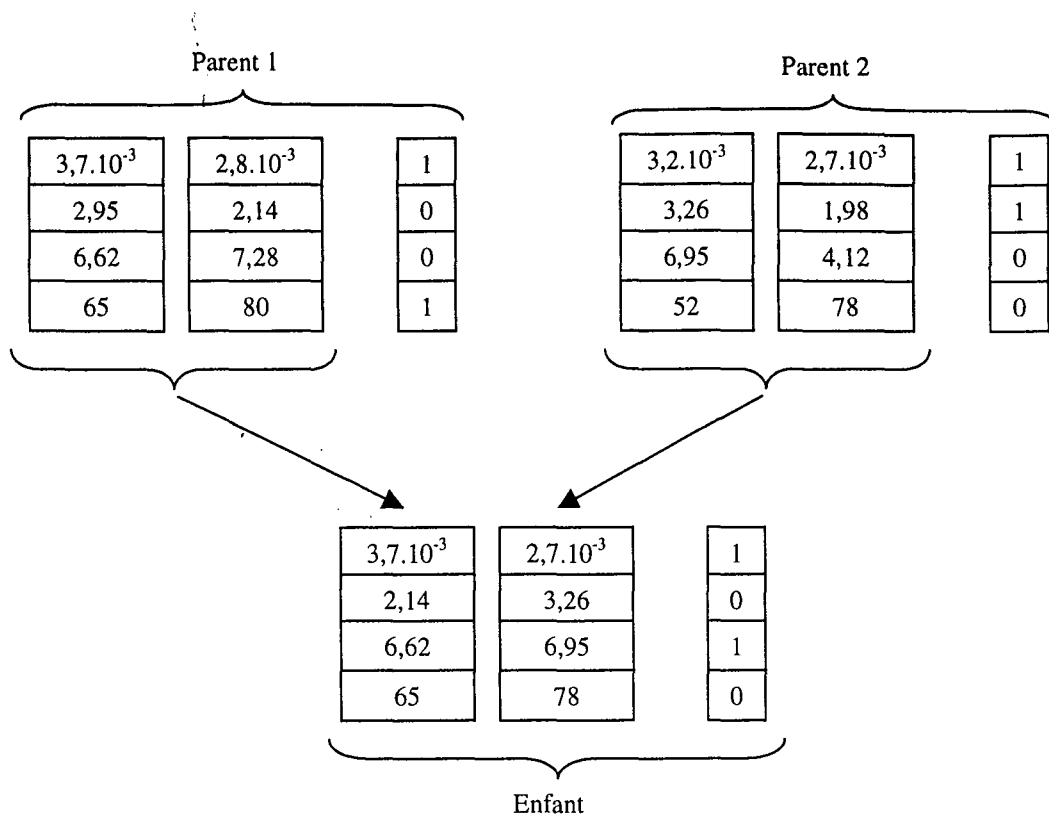 Parent 1
Parent 2
3,7.10⁻³ 2,8.10⁻³ 1
2,95 2,14 0
6,62 7,28 0
65 80 1
3,2.10⁻³ 2,7.10⁻³ 1
3,26 1,98 1
6,95 4,12 0
52 78 0
3,7.10⁻³ 2,7.10⁻³ 1
2,14 3,26 0
6,62 6,95 1
65 78 0
Enfant